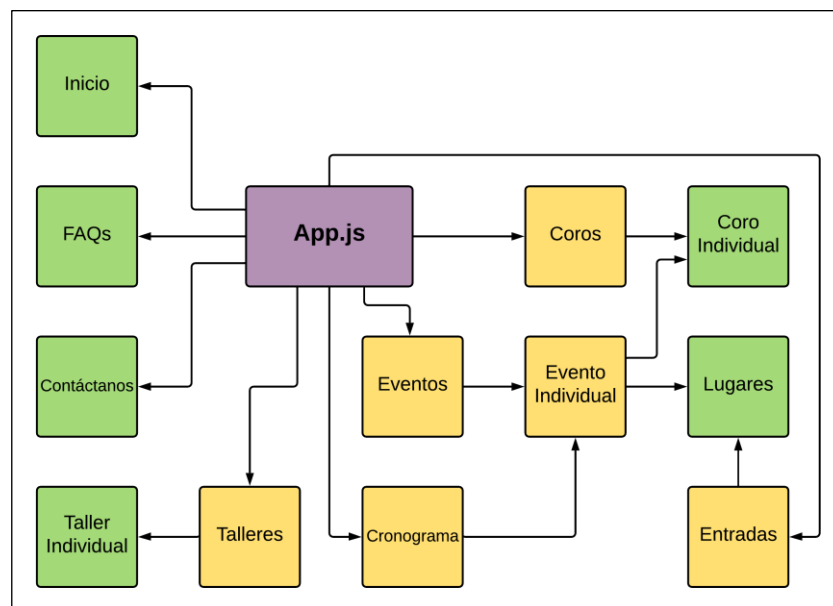 Inicio
FAQs
App.js
Coros
Coro
Individual
Contáctanos
Eventos
Evento
Individual
Lugares
Taller
Individual
Talleres
Cronograma
Entradas